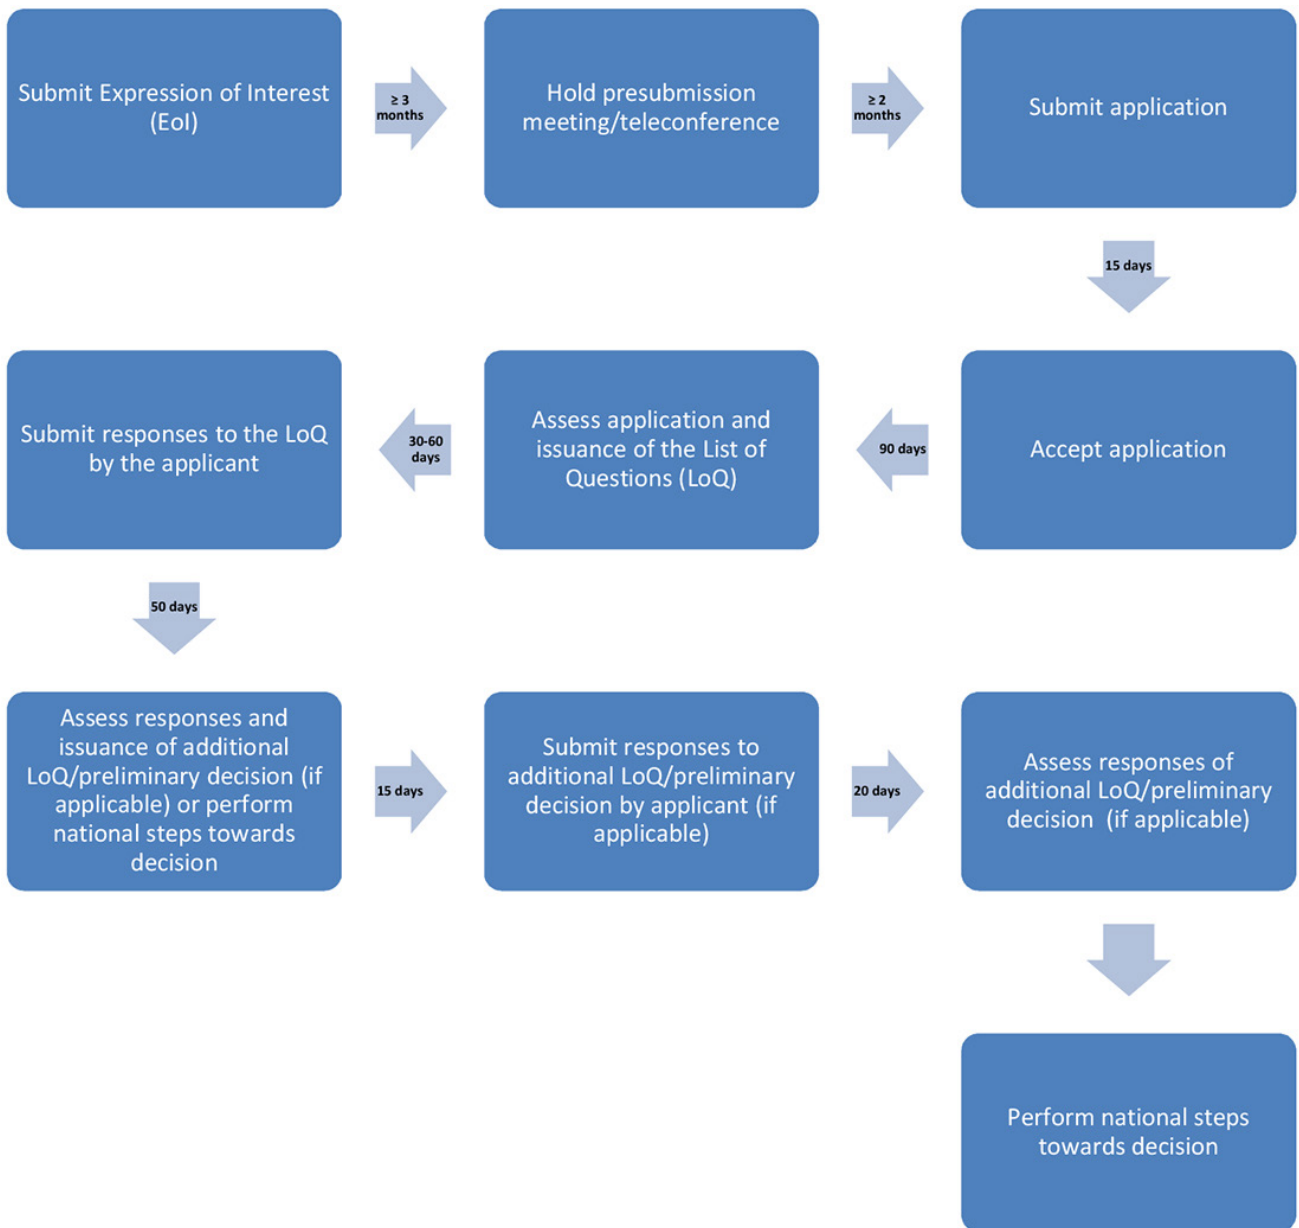 Submit Expression of Interest
(EoI)
≥ 3
months
Hold presubmission
meeting/teleconference
≥ 2
months
Submit application
15 days
Accept application
90 days
Assess application and
issuance of the List of
Questions (LoQ)
30-60
days
Submit responses to the LoQ
by the applicant
50 days
Assess responses and
issuance of additional
LoQ/preliminary decision (if
applicable) or perform
national steps towards
decision
15 days
Submit responses to
additional LoQ/preliminary
decision by applicant (if
applicable)
20 days
Assess responses of
additional LoQ/preliminary
decision (if applicable)
Perform national steps
towards decision